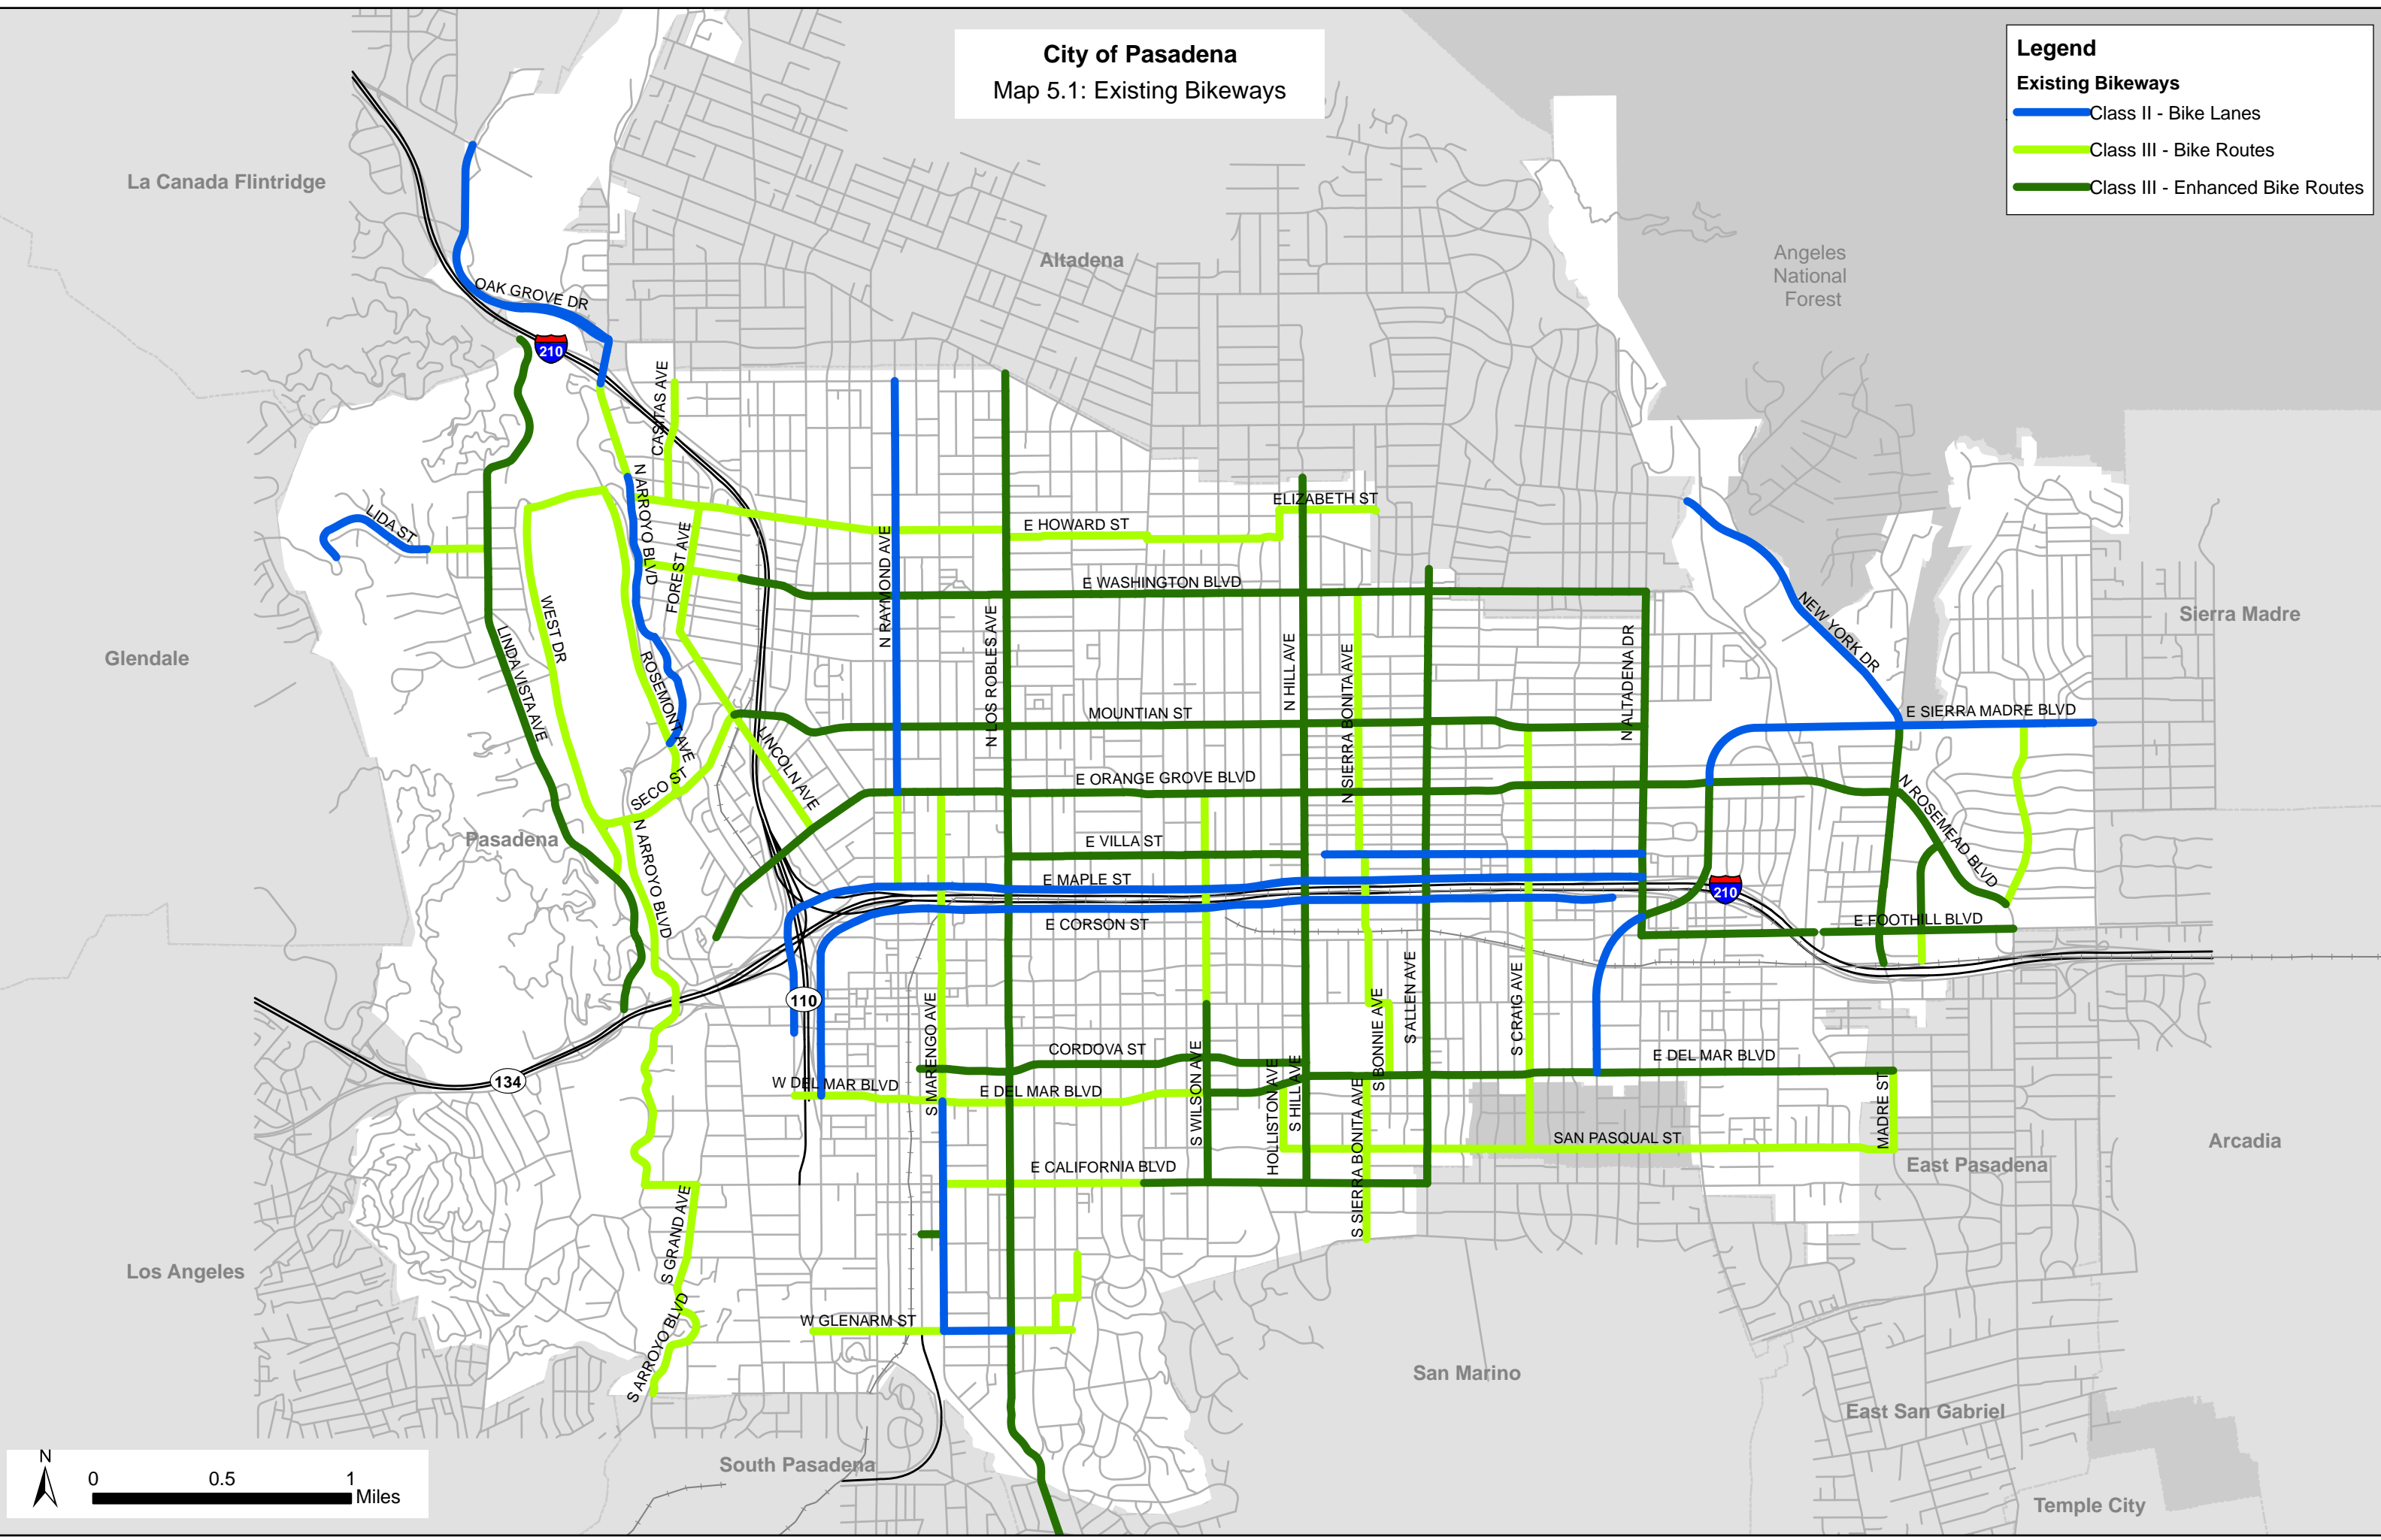 City of Pasadena
Map 5.1: Existing Bikeways
Legend
Existing Bikeways
Class II - Bike Lanes
Class III - Bike Routes
Class III - Enhanced Bike Routes
La Canada Flintridge
Altadena
Angeles
National
Forest
OAK GROVE DR
210
CASITAS AVE
N ARROYO BLVD
ELIZABETH ST
LIDA ST
E HOWARD ST
FOREST AVE
N RAYMOND AVE
E WASHINGTON BLVD
NEW YORK DR
Sierra Madre
Glendale
WEST DR
LINDA VISTA AVE
ROSEMONT AVE
N LOS ROBLES AVE
N HILL AVE
N SIERRA BONITA AVE
N ALTADENA DR
MOUNTIAN ST
E SIERRA MADRE BLVD
LINCOLN AVE
SECO ST
E ORANGE GROVE BLVD
N ROSEMEAD BLVD
Pasadena
N ARROYO BLVD
E VILLA ST
E MAPLE ST
210
E CORSON ST
E FOOTHILL BLVD
110
S MARENGO AVE
S ALLEN AVE
S CRAIG AVE
S BONNIE AVE
CORDOVA ST
E DEL MAR BLVD
134
W DEL MAR BLVD
E DEL MAR BLVD
S WILSON AVE
HOLLISTON AVE
S HILL AVE
S SIERRA BONITA AVE
MADRE ST
SAN PASQUAL ST
Arcadia
E CALIFORNIA BLVD
East Pasadena
S GRAND AVE
Los Angeles
W GLENARM ST
S ARROYO BLVD
San Marino
East San Gabriel
South Pasadena
Temple City
N
0 0.5 1
Miles